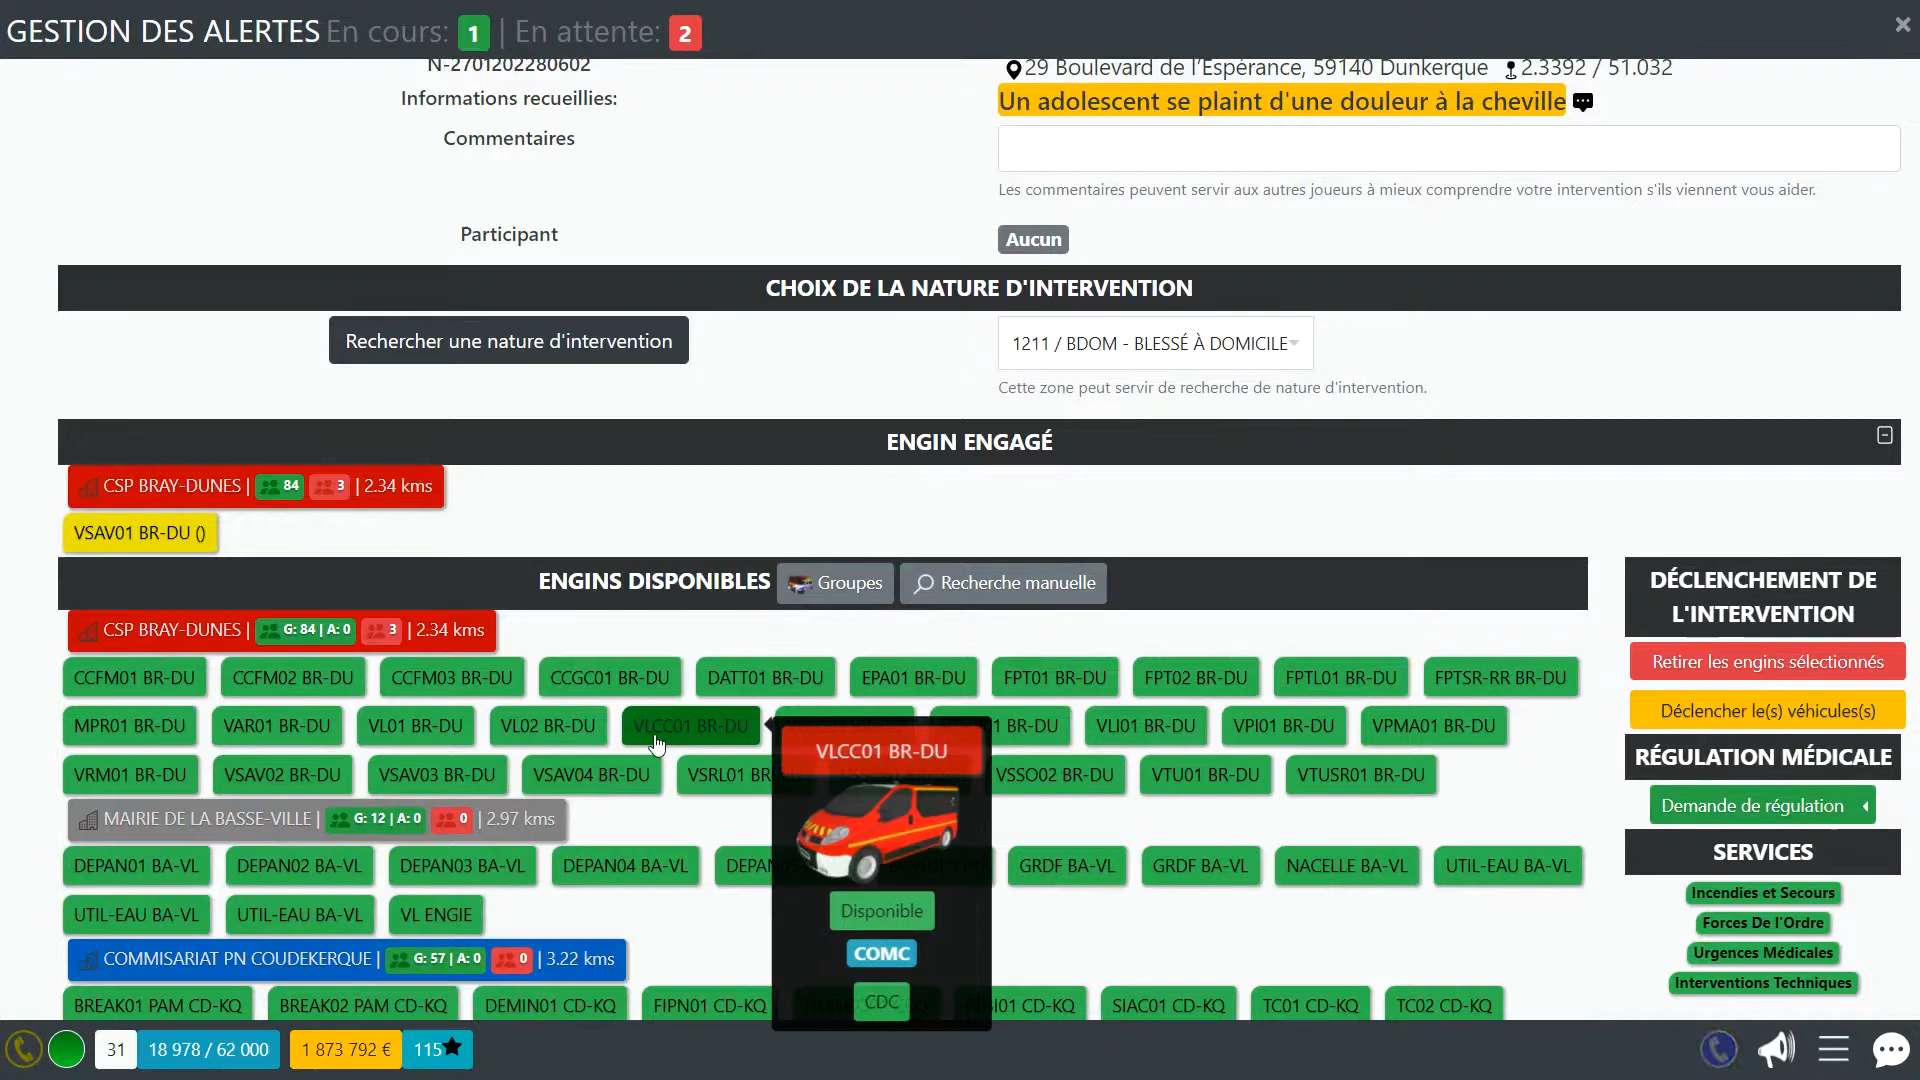 GESTION DES ALERTES En cours: 1 | En attente: 2
N-2701202280602
29 Boulevard de l'Espérance, 59140 Dunkerque 2.3392 / 51.032
Informations recueillies:
Un adolescent se plaint d'une douleur à la cheville
Commentaires
Les commentaires peuvent servir aux autres joueurs à mieux comprendre votre intervention s'ils viennent vous aider.
Participant
Aucun
CHOIX DE LA NATURE D'INTERVENTION
Rechercher une nature d'intervention
1211 / BDOM - BLESSÉ À DOMICILE
Cette zone peut servir de recherche de nature d'intervention.
ENGIN ENGAGÉ
CSP BRAY-DUNES | 84 3 | 2.34 kms
VSAV01 BR-DU ()
ENGINS DISPONIBLES Groupes Recherche manuelle
CSP BRAY-DUNES | G: 84 | A: 0 3 | 2.34 kms
CCFM01 BR-DU CCFM02 BR-DU CCFM03 BR-DU CCGC01 BR-DU DATT01 BR-DU EPA01 BR-DU FPT01 BR-DU FPT02 BR-DU FPTL01 BR-DU FPTSR-RR BR-DU
MPR01 BR-DU VAR01 BR-DU VL01 BR-DU VL02 BR-DU VLCC01 BR-DU 1 BR-DU VLI01 BR-DU VPI01 BR-DU VPMA01 BR-DU
VRM01 BR-DU VSAV02 BR-DU VSAV03 BR-DU VSAV04 BR-DU VSRL01 BR- VSSO02 BR-DU VTU01 BR-DU VTUSR01 BR-DU
MAIRIE DE LA BASSE-VILLE | G: 12 | A: 0 0 | 2.97 kms
DEPAN01 BA-VL DEPAN02 BA-VL DEPAN03 BA-VL DEPAN04 BA-VL DEPAN GRDF BA-VL GRDF BA-VL NACELLE BA-VL UTIL-EAU BA-VL
UTIL-EAU BA-VL UTIL-EAU BA-VL VL ENGIE
COMMISARIAT PN COUDEKERQUE | G: 57 | A: 0 0 | 3.22 kms
BREAK01 PAM CD-KQ BREAK02 PAM CD-KQ DEMIN01 CD-KQ FIPN01 CD-KQ I01 CD-KQ SIAC01 CD-KQ TC01 CD-KQ TC02 CD-KQ
VLCC01 BR-DU
Disponible
COMC
CDC
DÉCLENCHEMENT DE
L'INTERVENTION
Retirer les engins sélectionnés
Déclencher le(s) véhicules(s)
RÉGULATION MÉDICALE
Demande de régulation
SERVICES
Incendies et Secours
Forces De l'Ordre
Urgences Médicales
Interventions Techniques
31 18 978 / 62 000 1 873 792 € 115